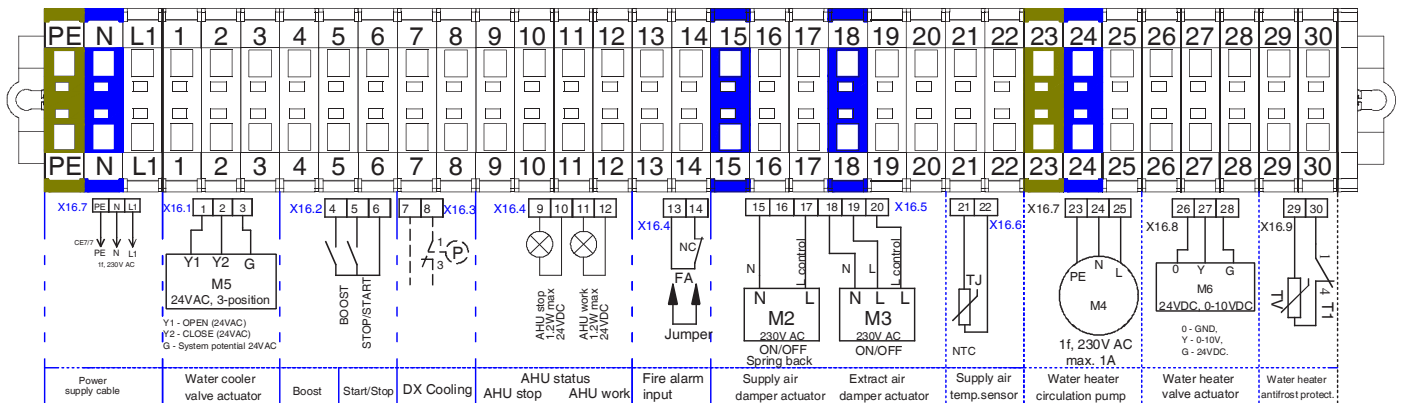 PE N L1 1 2 3 4 5 6 7 8 9 10 11 12 13 14 15 16 17 18 19 20 21 22 23 24 25 26 27 28 29 30
PE N L1 1 2 3 4 5 6 7 8 9 10 11 12 13 14 15 16 17 18 19 20 21 22 23 24 25 26 27 28 29 30
X16.7 PE N L1
CE7/7
PE N L1
1f, 230V AC
Power
supply cable
X16.1 1 2 3
Y1 Y2 G
M5
24VAC, 3-position
Y1 - OPEN (24VAC)
Y2 - CLOSE (24VAC)
G - System potential 24VAC
Water cooler
valve actuator
X16.2 4 5 6
BOOST
STOP/START
Boost
Start/Stop
7 8 X16.3
1
3
P
DX Cooling
X16.4 9 10 11 12
AHU stop
1,2W max
24VDC
AHU work
1,2W max
24VDC
AHU status
AHU stop AHU work
13 14
X16.4
NC
FA
Jumper
Fire alarm
input
15 16 17 18 19 20 X16.5
N
L control
N
L
L control
N L
M2
230V AC
ON/OFF
Spring back
Supply air
damper actuator
N L
M3
230V AC
ON/OFF
Extract air
damper actuator
21 22
X16.6
TJ
NTC
Supply air
temp.sensor
X16.7
23 24 25
PE N L
M4
1f, 230V AC
max. 1A
Water heater
circulation pump
26 27 28
X16.8
0 Y G
M6
24VDC, 0-10VDC
0 - GND,
Y - 0-10V,
G - 24VDC.
Water heater
valve actuator
29 30
X16.9
1
4
TV
T1
Water heater
antifrost protect.